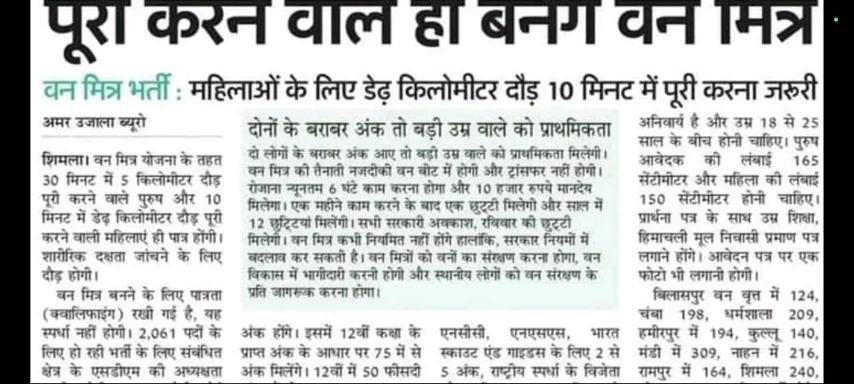 पूरी करने वाले ही बनेंगे वन मित्र
वन मित्र भर्ती : महिलाओं के लिए डेढ़ किलोमीटर दौड़ 10 मिनट में पूरी करना जरूरी
अमर उजाला ब्यूरो
शिमला। वन मित्र योजना के तहत
30 मिनट में 5 किलोमीटर दौड़
पूरी करने वाले पुरुष और 10
मिनट में डेढ़ किलोमीटर दौड़ पूरी
करने वाली महिलाएं ही पात्र होंगी।
शारीरिक दक्षता जांचने के लिए
दौड़ होगी।
वन मित्र बनने के लिए पात्रता
(क्वालिफाइंग) रखी गई है, यह
स्पर्धा नहीं होगी। 2,061 पदों के
लिए हो रही भर्ती के लिए संबंधित
क्षेत्र के एसडीएम की अध्यक्षता
दोनों के बराबर अंक तो बड़ी उम्र वाले को प्राथमिकता
दो लोगों के बराबर अंक आए तो बड़ी उम्र वाले को प्राथमिकता मिलेगी।
वन मित्र की तैनाती नजदीकी वन बीट में होगी और ट्रांसफर नहीं होगी।
रोजाना न्यूनतम 6 घंटे काम करना होगा और 10 हजार रुपये मानदेय
मिलेगा। एक महीने काम करने के बाद एक छुट्टी मिलेगी और साल में
12 छुट्टियां मिलेंगी। सभी सरकारी अवकाश, रविवार की छुट्टी
मिलेगी। वन मित्र कभी नियमित नहीं होंगे हालांकि, सरकार नियमों में
बदलाव कर सकती है। वन मित्रों को वनों का संरक्षण करना होगा, वन
विकास में भागीदारी करनी होगी और स्थानीय लोगों को वन संरक्षण के
प्रति जागरूक करना होगा।
अंक होंगे। इसमें 12वीं कक्षा के
प्राप्त अंक के आधार पर 75 में से
अंक मिलेंगे। 12वीं में 50 फीसदी
एनसीसी, एनएसएस, भारत
स्काउट एंड गाइडस के लिए 2 से
5 अंक, राष्ट्रीय स्पर्धा के विजेता
अनिवार्य है और उम्र 18 से 25
साल के बीच होनी चाहिए। पुरुष
आवेदक की लंबाई 165
सेंटीमीटर और महिला की लंबाई
150 सेंटीमीटर होनी चाहिए।
प्रार्थना पत्र के साथ उम्र शिक्षा,
हिमाचली मूल निवासी प्रमाण पत्र
लगाने होंगे। आवेदन पत्र पर एक
फोटो भी लगानी होगी।
बिलासपुर वन वृत्त में 124,
चंबा 198, धर्मशाला 209,
हमीरपुर में 194, कुल्लू 140,
मंडी में 309, नाहन में 216,
रामपुर में 164, शिमला 240,